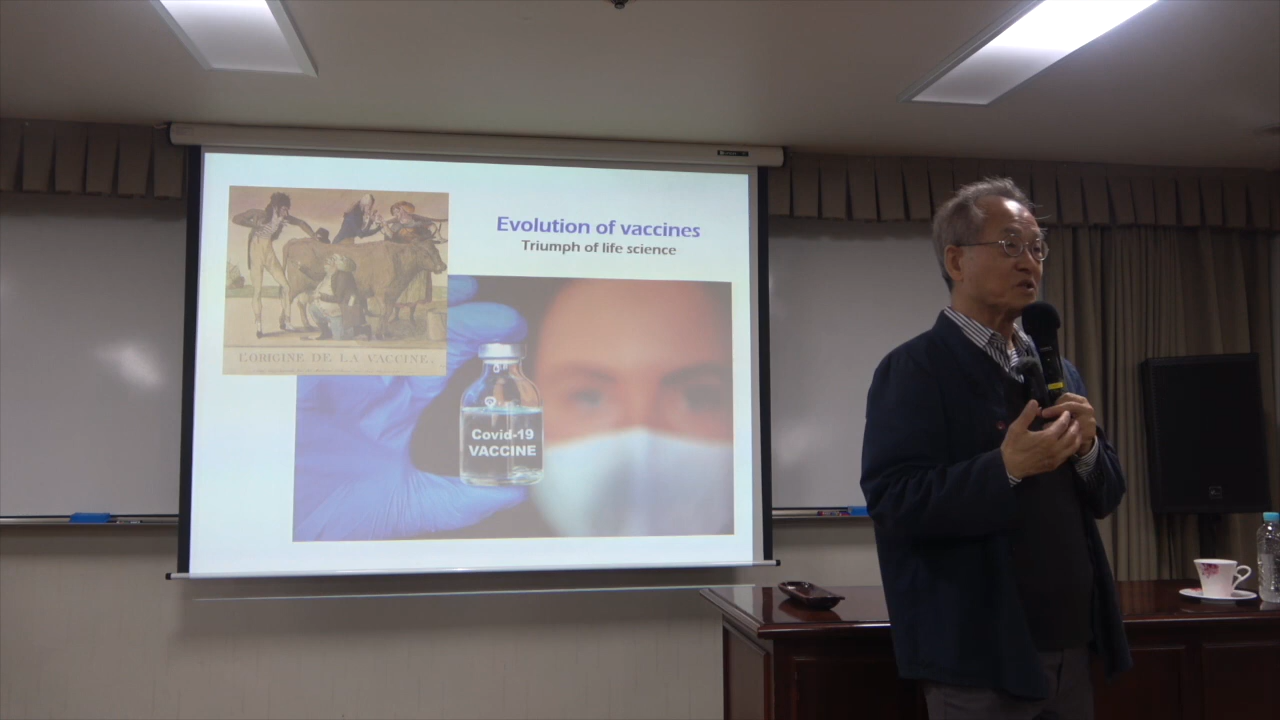 Evolution of vaccines
Triumph of life science
L'ORIGINE DE LA VACCINE.
Covid-19
VACCINE